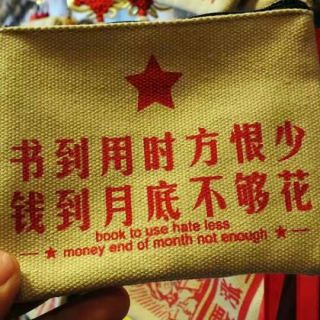 书到用时方恨少
钱到月底不够花
book to use hate less
money end of month not enough